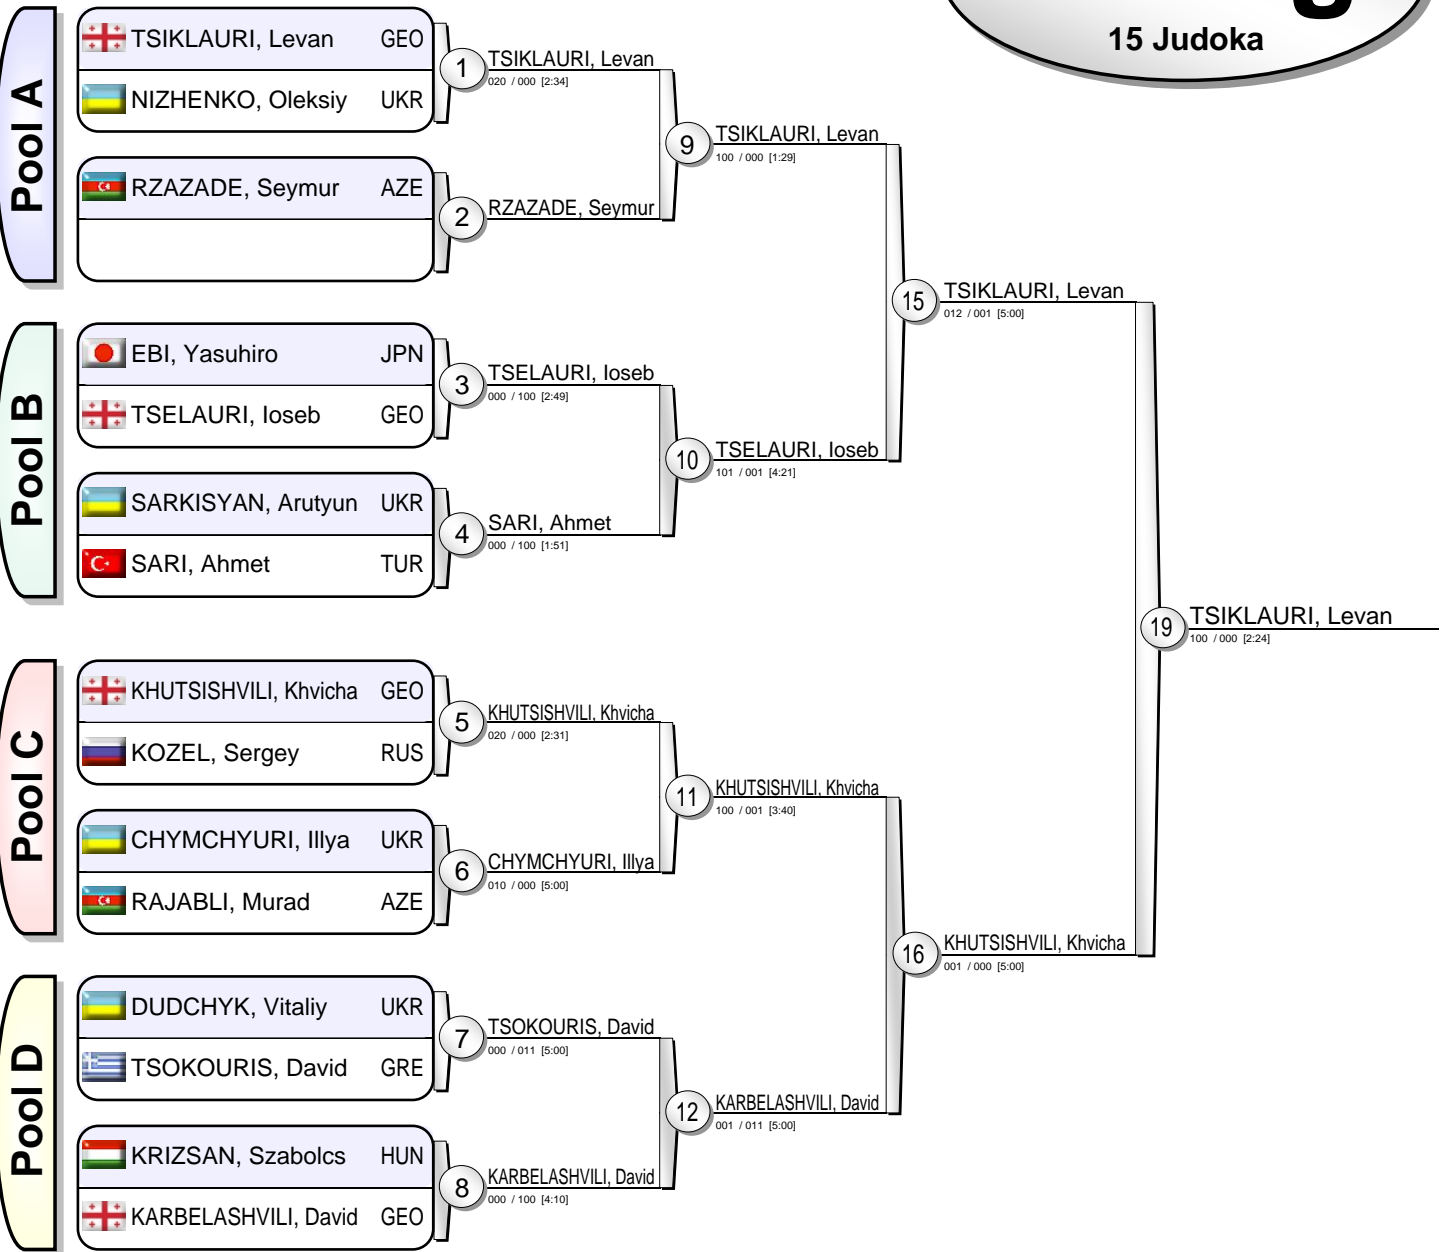 15 Judoka
Pool A
TSIKLAURI, Levan GEO
NIZHENKO, Oleksiy UKR
RZAZADE, Seymur AZE
1
TSIKLAURI, Levan
020 / 000 [2:34]
2
RZAZADE, Seymur
9
TSIKLAURI, Levan
100 / 000 [1:29]
Pool B
EBI, Yasuhiro JPN
TSELAURI, Ioseb GEO
SARKISYAN, Arutyun UKR
SARI, Ahmet TUR
3
TSELAURI, Ioseb
000 / 100 [2:49]
4
SARI, Ahmet
000 / 100 [1:51]
10
TSELAURI, Ioseb
101 / 001 [4:21]
15
TSIKLAURI, Levan
012 / 001 [5:00]
Pool C
KHUTSISHVILI, Khvicha GEO
KOZEL, Sergey RUS
CHYMCHYURI, Illya UKR
RAJABLI, Murad AZE
5
KHUTSISHVILI, Khvicha
020 / 000 [2:31]
6
CHYMCHYURI, Illya
010 / 000 [5:00]
11
KHUTSISHVILI, Khvicha
100 / 001 [3:40]
Pool D
DUDCHYK, Vitaliy UKR
TSOKOURIS, David GRE
KRIZSAN, Szabolcs HUN
KARBELASHVILI, David GEO
7
TSOKOURIS, David
000 / 011 [5:00]
8
KARBELASHVILI, David
000 / 100 [4:10]
12
KARBELASHVILI, David
001 / 011 [5:00]
16
KHUTSISHVILI, Khvicha
001 / 000 [5:00]
19
TSIKLAURI, Levan
100 / 000 [2:24]